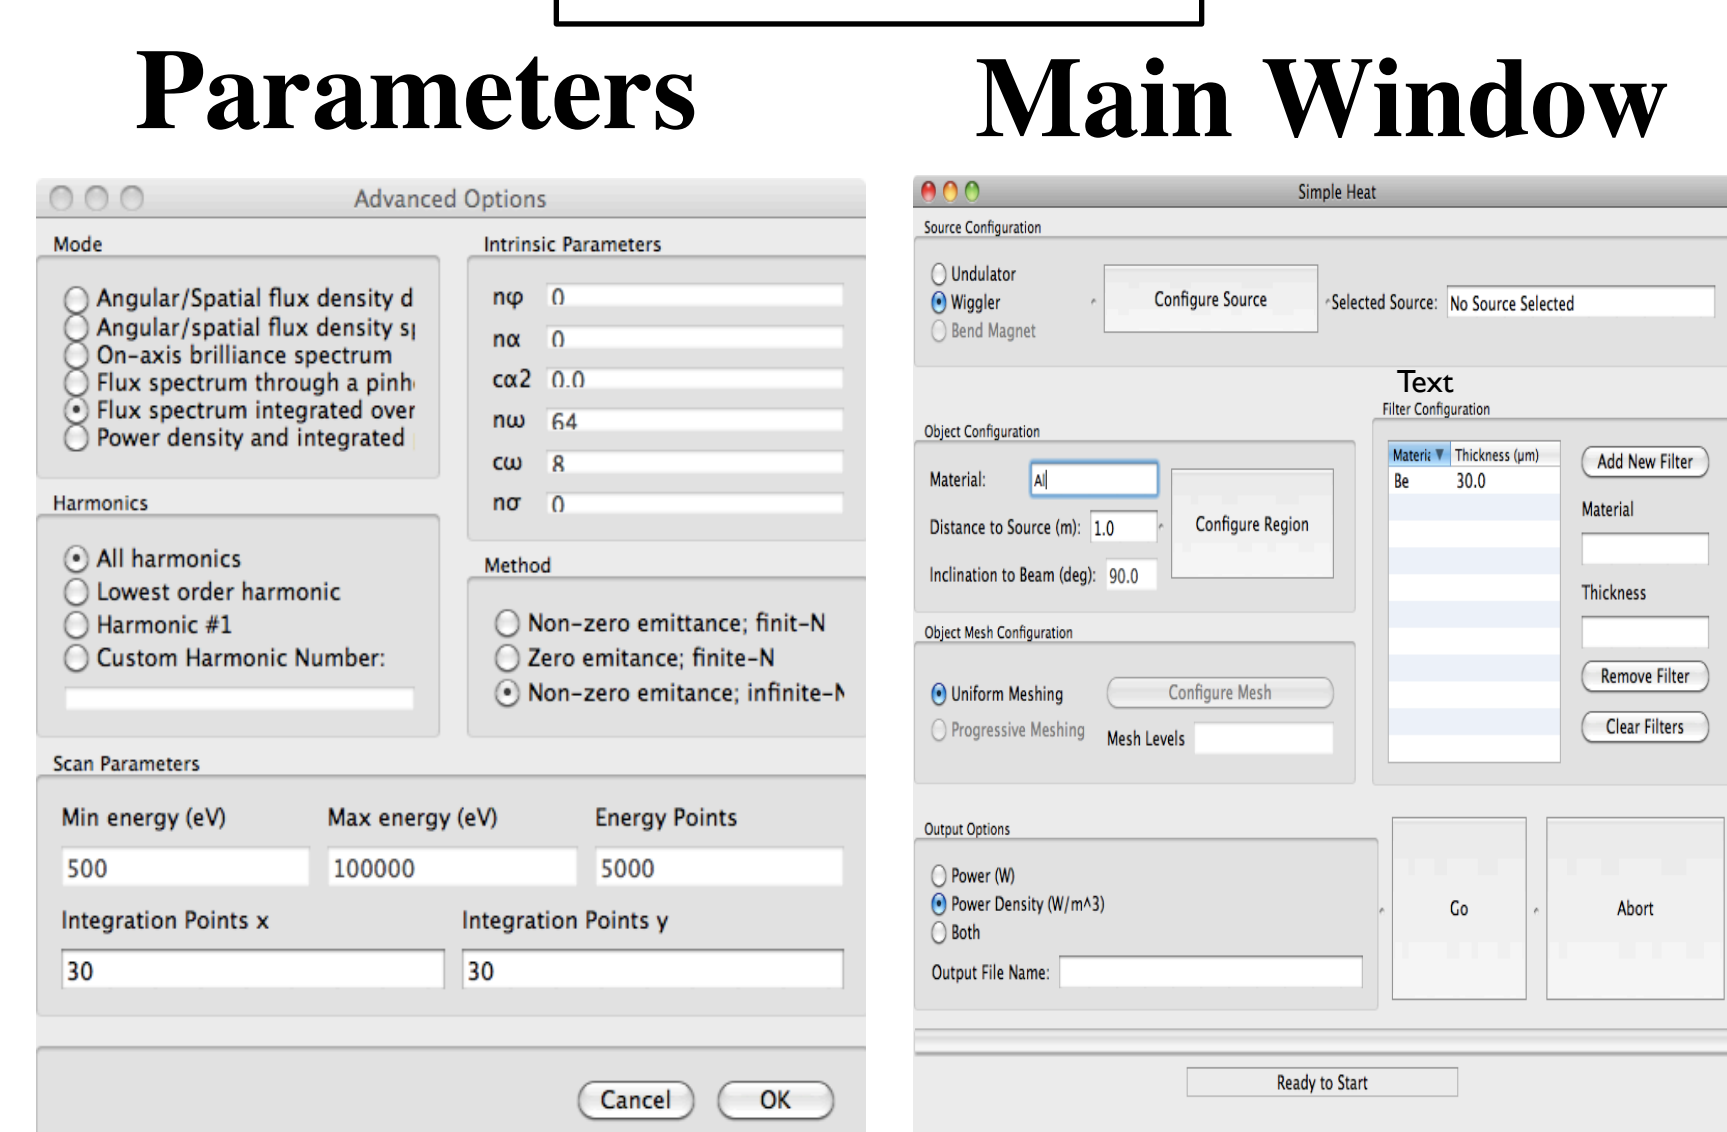 Parameters
Main Window
Advanced Options
Mode
Angular/Spatial flux density d
Angular/spatial flux density
On-axis brilliance spectrum
Flux spectrum through a
Flux spectrum integrated over
Power density and integrated
Harmonics
All harmonics
Lowest order harmonic
Harmonic #1
Custom Harmonic Number:
Intrinsic Parameters
nφ 0
nα 0
cα2 0.0
nω 64
cω 8
nσ 0
Method
Non-zero emittance; finit-N
Zero emitance; finite-N
Non-zero emitance; infinite-N
Scan Parameters
Min energy (eV) Max energy (eV) Energy Points
500 100000 5000
Integration Points x Integration Points y
30 30
Cancel OK
Simple Heat
Source Configuration
Undulator
Wiggler
Bend Magnet
Configure Source
Selected Source: No Source Selected
Text
Object Configuration
Material: Al
Distance to Source (m): 1.0
Inclination to Beam (deg): 90.0
Configure Region
Object Mesh Configuration
Uniform Meshing
Progressive Meshing
Configure Mesh
Mesh Levels
Filter Configuration
Materia Thickness (µm)
Be 30.0
Add New Filter
Material
Thickness
Remove Filter
Clear Filters
Output Options
Power (W)
Power Density (W/m^3)
Both
Output File Name:
Go
Abort
Ready to Start